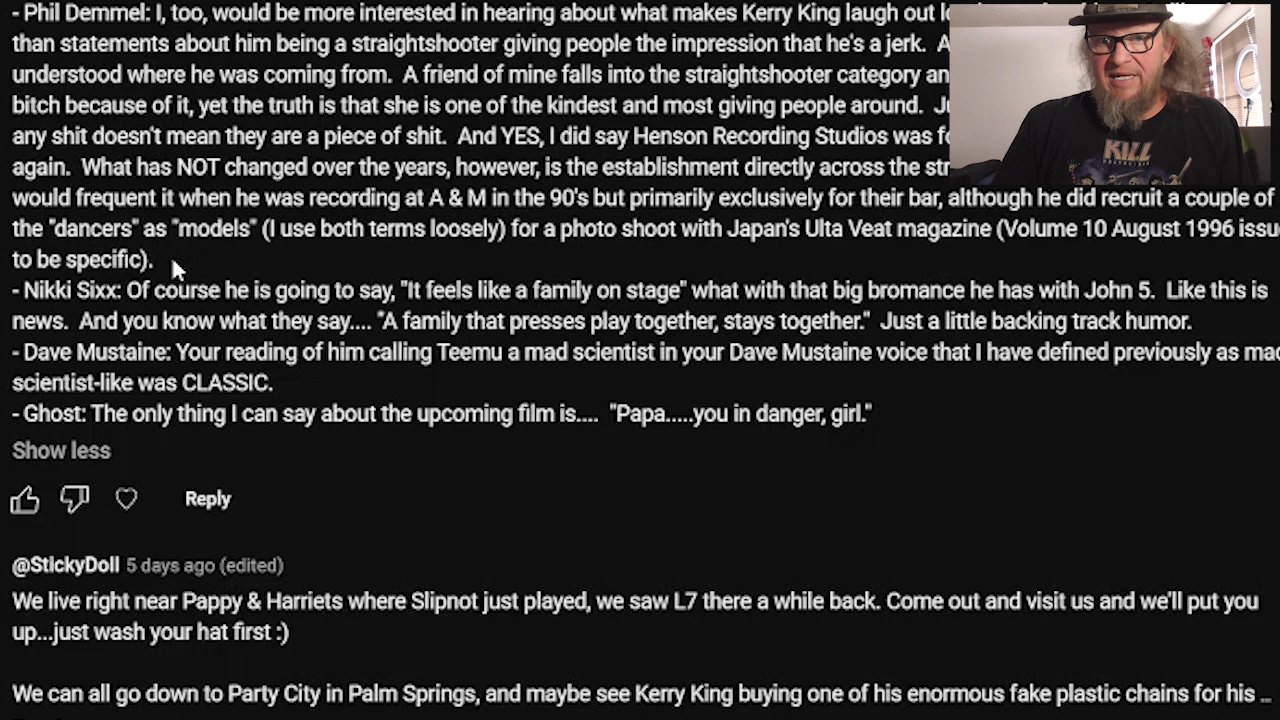 - Phil Demmel: I, too, would be more interested in hearing about what makes Kerry King laugh out
than statements about him being a straightshooter giving people the impression that he's a jerk. A
understood where he was coming from. A friend of mine falls into the straightshooter category
bitch because of it, yet the truth is that she is one of the kindest and most giving people around.
any shit doesn't mean they are a piece of shit. And YES, I did say Henson Recording Studios was
again. What has NOT changed over the years, however, is the establishment directly across the
would frequent it when he was recording at A & M in the 90's but primarily exclusively for their bar, although he did recruit a couple of
the "dancers" as "models" (I use both terms loosely) for a photo shoot with Japan's Ulta Veat magazine (Volume 10 August 1996
to be specific).
- Nikki Sixx: Of course he is going to say, "It feels like a family on stage" what with that big bromance he has with John 5. Like this is
news. And you know what they say.... "A family that presses play together, stays together." Just a little backing track humor.
- Dave Mustaine: Your reading of him calling Teemu a mad scientist in your Dave Mustaine voice that I have defined previously as
scientist-like was CLASSIC.
- Ghost: The only thing I can say about the upcoming film is.... "Papa.....you in danger, girl."
Show less
Reply
@StickyDoll 5 days ago (edited)
We live right near Pappy & Harriets where Slipnot just played, we saw L7 there a while back. Come out and visit us and we'll put you
up...just wash your hat first :)
We can all go down to Party City in Palm Springs, and maybe see Kerry King buying one of his enormous fake plastic chains for his ...
KILL